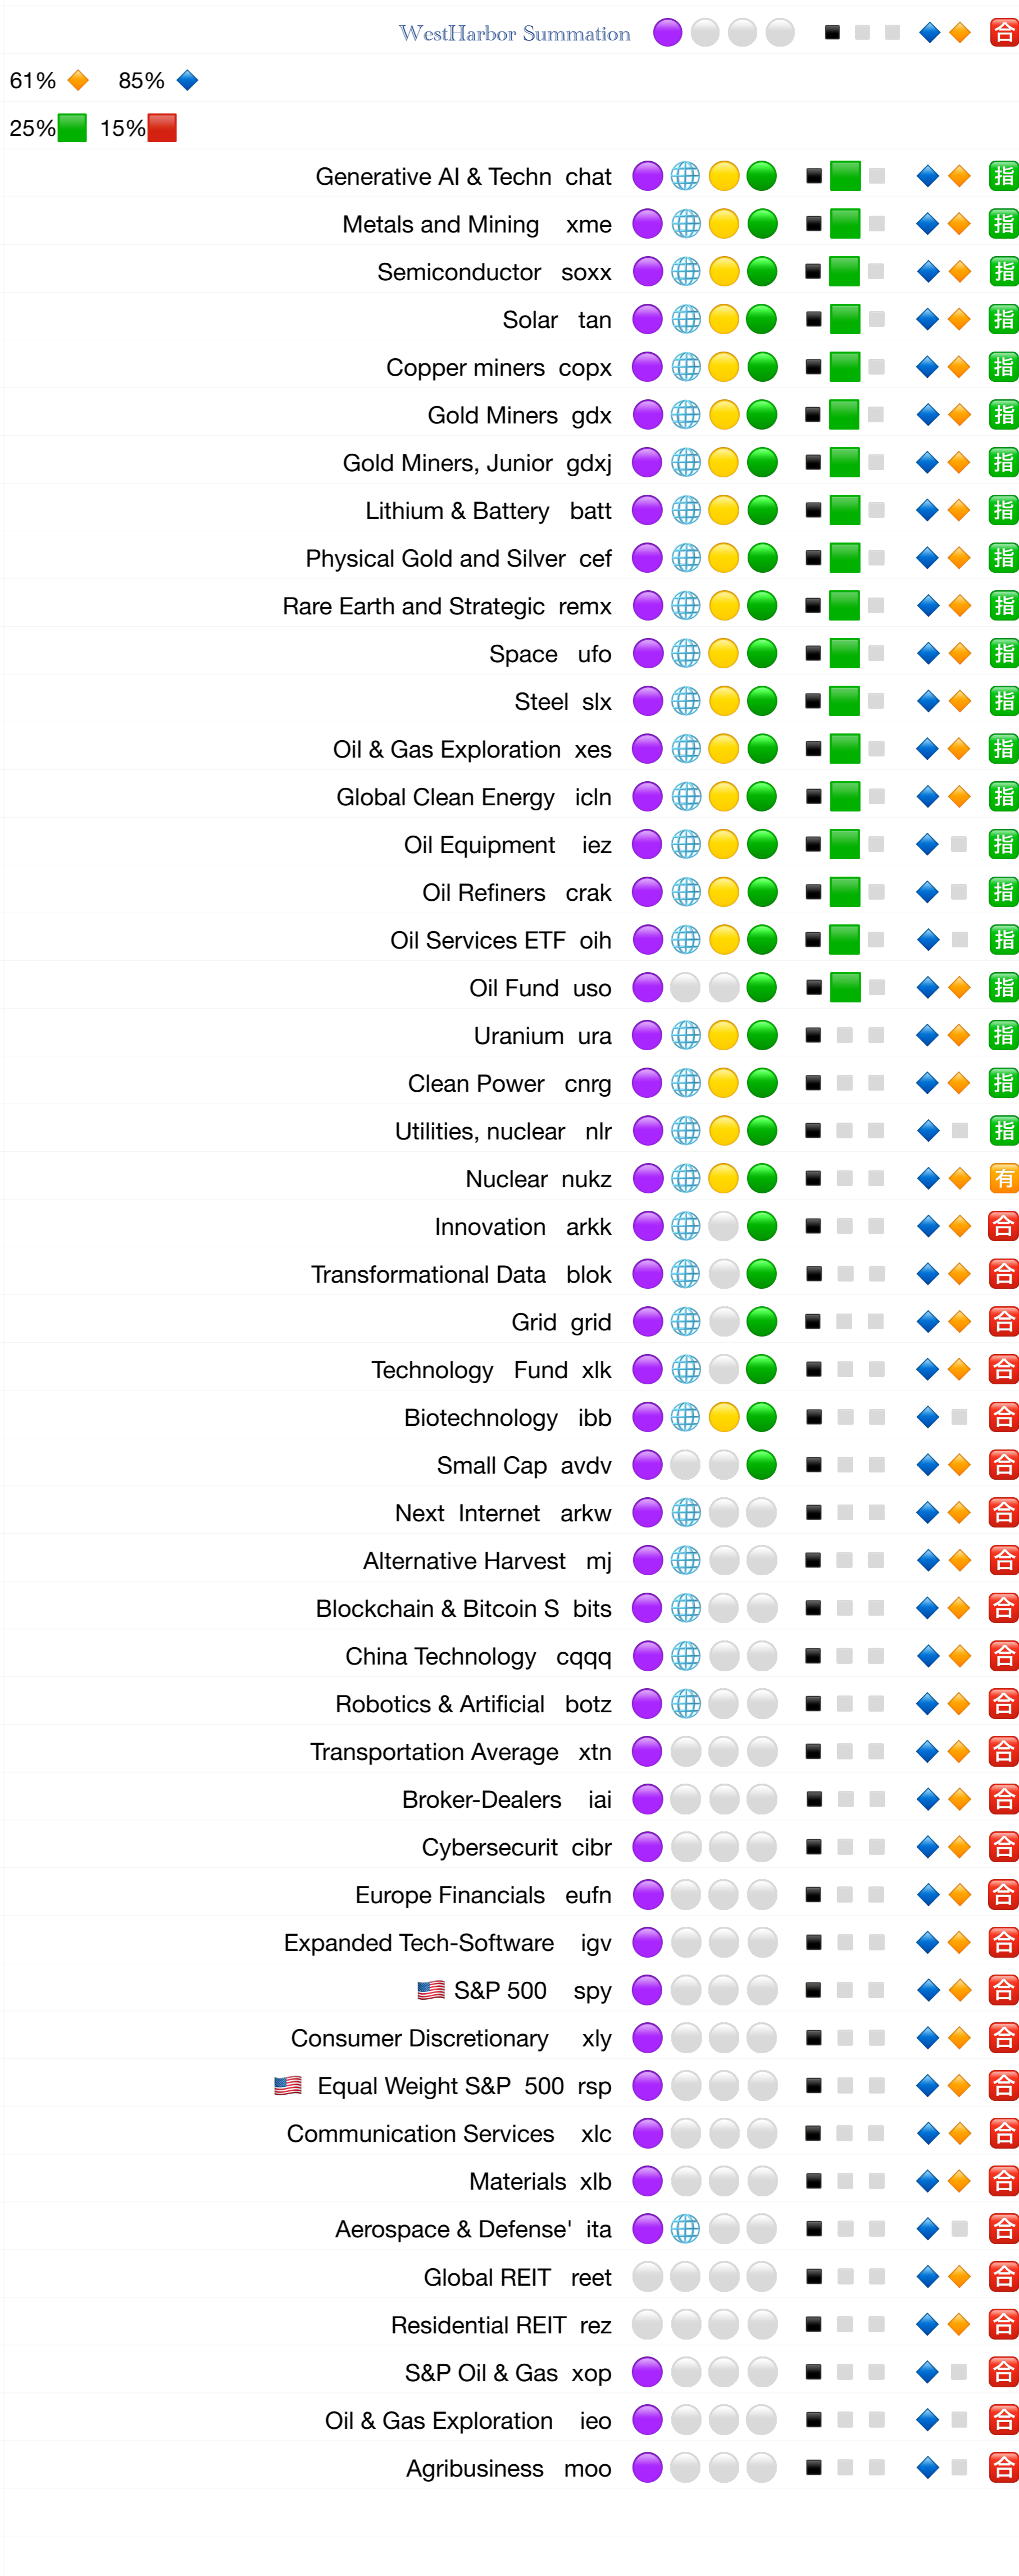 WestHarbor Summation 合
61% 85%
25% 15%
Generative AI & Techn chat 指
Metals and Mining xme 指
Semiconductor soxx 指
Solar tan 指
Copper miners copx 指
Gold Miners gdx 指
Gold Miners, Junior gdxj 指
Lithium & Battery batt 指
Physical Gold and Silver cef 指
Rare Earth and Strategic remx 指
Space ufo 指
Steel slx 指
Oil & Gas Exploration xes 指
Global Clean Energy icln 指
Oil Equipment iez 指
Oil Refiners crak 指
Oil Services ETF oih 指
Oil Fund uso 指
Uranium ura 指
Clean Power cnrg 指
Utilities, nuclear nlr 指
Nuclear nukz 有
Innovation arkk 合
Transformational Data blok 合
Grid grid 合
Technology Fund xlk 合
Biotechnology ibb 合
Small Cap avdv 合
Next Internet arkw 合
Alternative Harvest mj 合
Blockchain & Bitcoin S bits 合
China Technology cqqq 合
Robotics & Artificial botz 合
Transportation Average xtn 合
Broker-Dealers iai 合
Cybersecurit cibr 合
Europe Financials eufn 合
Expanded Tech-Software igv 合
S&P 500 spy 合
Consumer Discretionary xly 合
Equal Weight S&P 500 rsp 合
Communication Services xlc 合
Materials xlb 合
Aerospace & Defense' ita 合
Global REIT reet 合
Residential REIT rez 合
S&P Oil & Gas xop 合
Oil & Gas Exploration ieo 合
Agribusiness moo 合